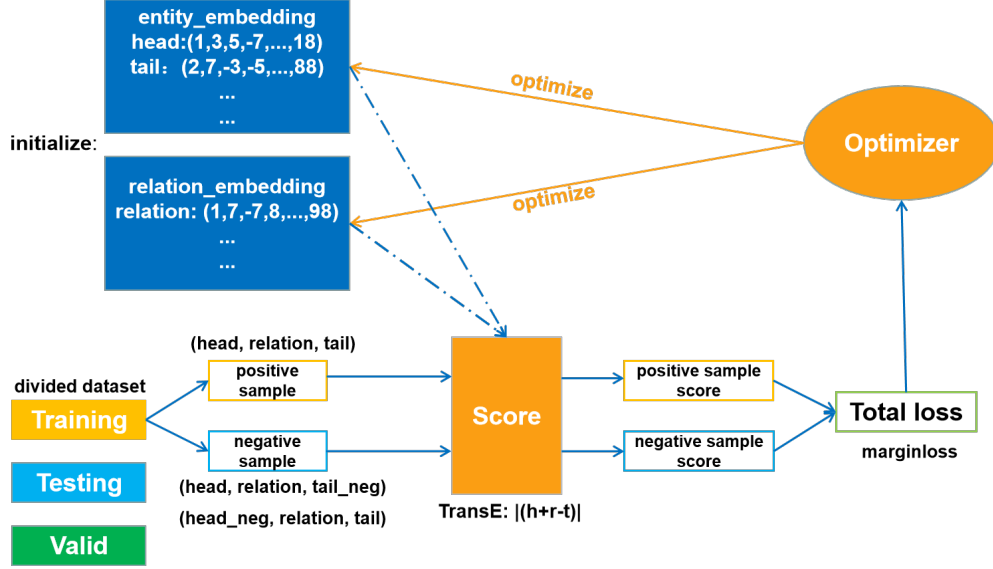 entity_embedding
head:(1,3,5,-7,...,18)
tail：(2,7,-3,-5,...,88)
...
...
initialize:
relation_embedding
relation: (1,7,-7,8,...,98)
...
...
optimize
optimize
Optimizer
(head, relation, tail)
divided dataset
Training
Testing
Valid
positive
sample
negative
sample
(head, relation, tail_neg)
(head_neg, relation, tail)
Score
TransE: |(h+r-t)|
positive sample
score
negative sample
score
Total loss
marginloss